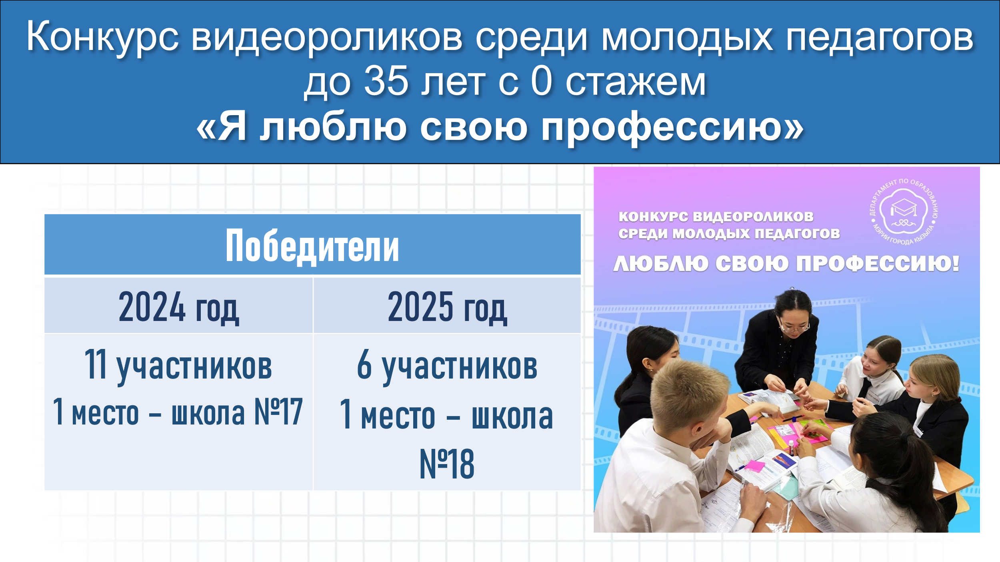 Конкурс видеороликов среди молодых педагогов
до 35 лет с 0 стажем
«Я люблю свою профессию»
Победители
2024 год
2025 год
11 участников
1 место – школа №17
6 участников
1 место – школа
№18
ДЕПАРТАМЕНТ ПО ОБРАЗОВАНИЮ
МЭРИИ ГОРОДА КЫЗЫЛА
КОНКУРС ВИДЕОРОЛИКОВ
СРЕДИ МОЛОДЫХ ПЕДАГОГОВ
ЛЮБЛЮ СВОЮ ПРОФЕССИЮ!